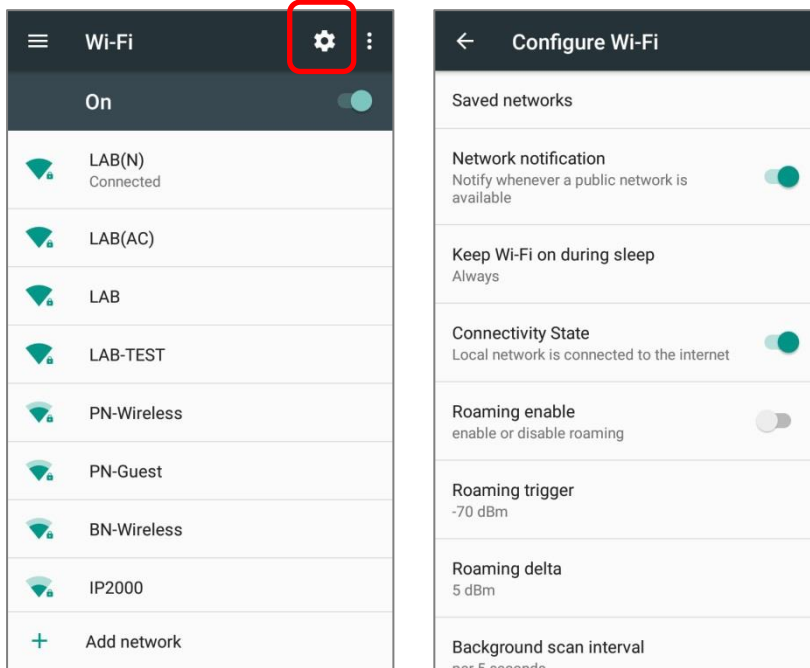 Wi-Fi
On
LAB(N)
Connected
LAB(AC)
LAB
LAB-TEST
PN-Wireless
PN-Guest
BN-Wireless
IP2000
Add network
Configure Wi-Fi
Saved networks
Network notification
Notify whenever a public network is
available
Keep Wi-Fi on during sleep
Always
Connectivity State
Local network is connected to the internet
Roaming enable
enable or disable roaming
Roaming trigger
-70 dBm
Roaming delta
5 dBm
Background scan interval
per 5 seconds